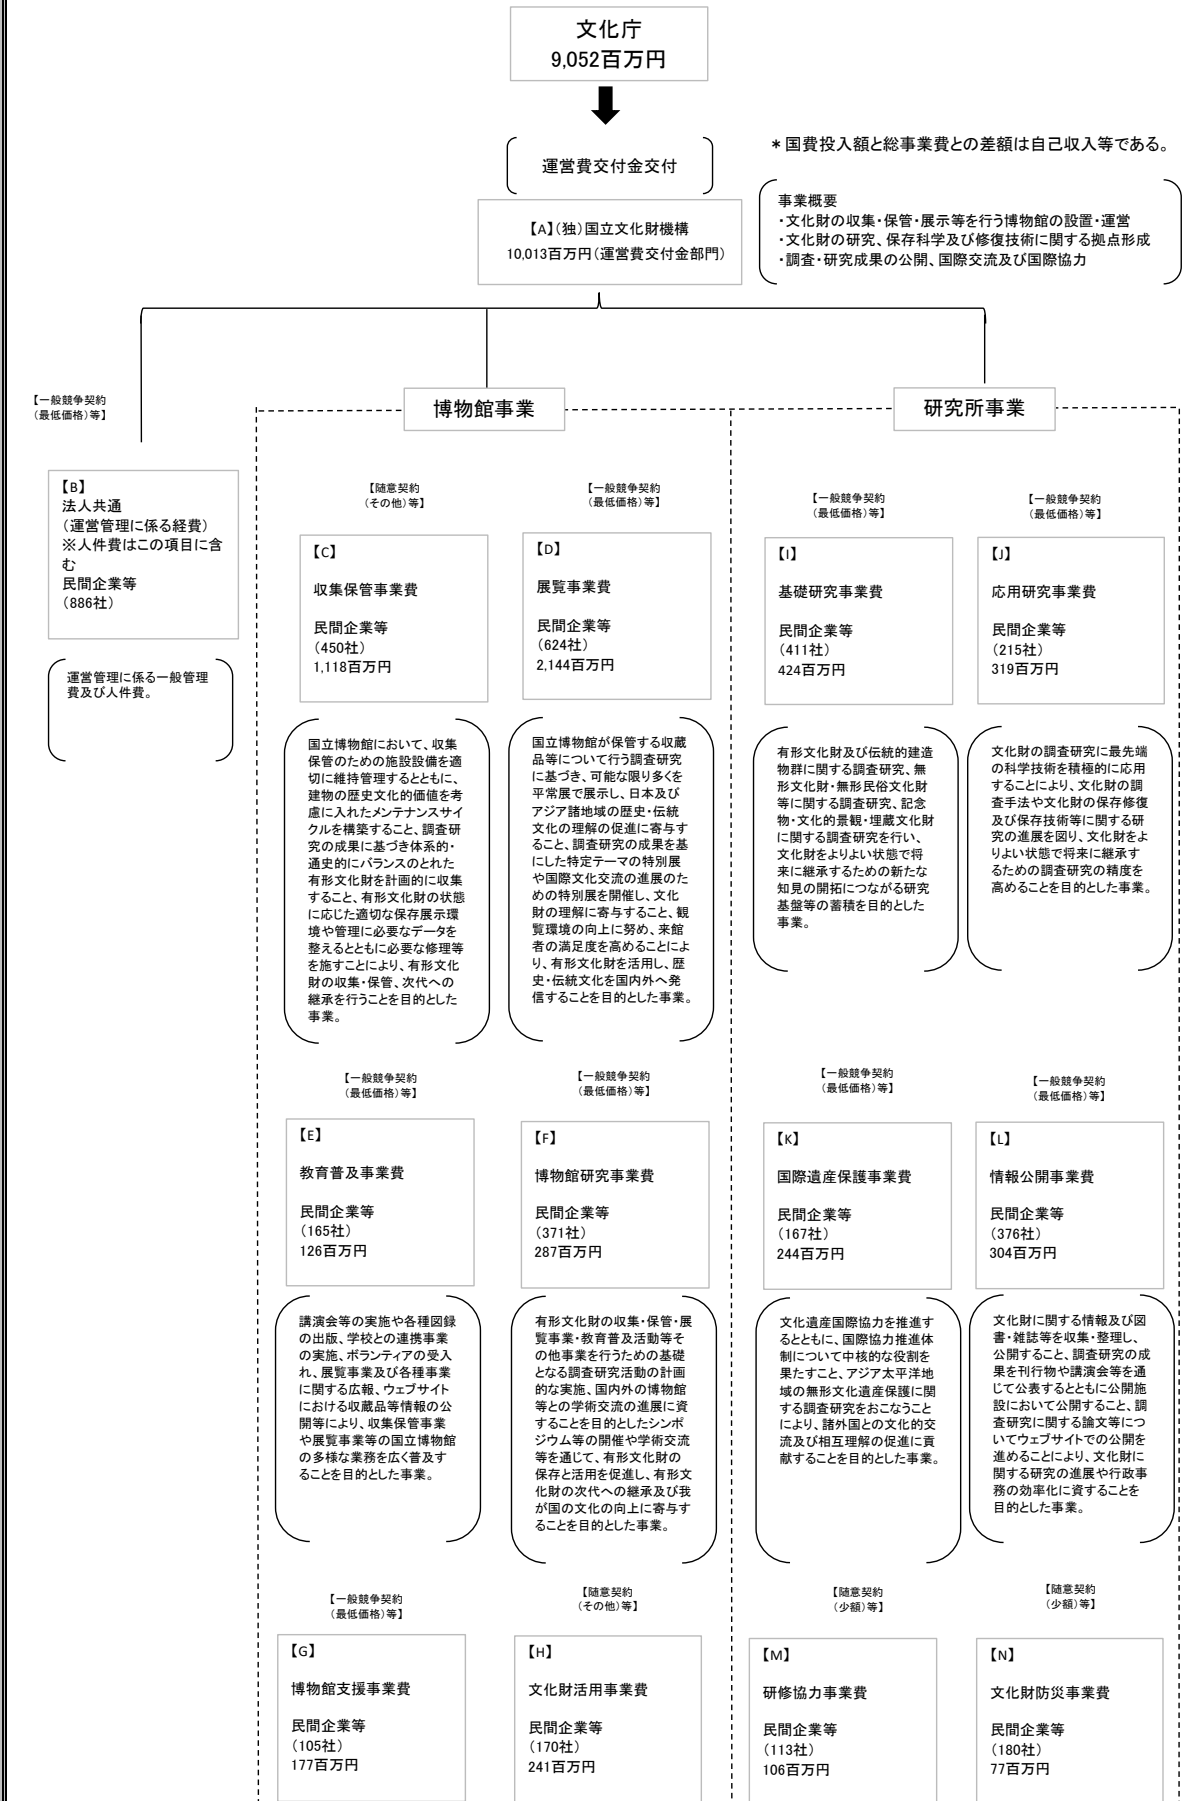 文化庁
9,052百万円
運営費交付金交付
＊国費投入額と総事業費との差額は自己収入等である。
【A】（独）国立文化財機構
10,013百万円（運営費交付金部門）
事業概要
・文化財の収集・保管・展示等を行う博物館の設置・運営
・文化財の研究、保存科学及び修復技術に関する拠点形成
・調査・研究成果の公開、国際交流及び国際協力
【一般競争契約
（最低価格）等】
【B】
法人共通
（運営管理に係る経費）
※人件費はこの項目に含
む
民間企業等
（886社）
運営管理に係る一般管理
費及び人件費。
博物館事業
【随意契約
（その他）等】
【C】
収集保管事業費
民間企業等
（450社）
1,118百万円
国立博物館において、収集
保管のための施設設備を適
切に維持管理するとともに、
建物の歴史文化的価値を考
慮に入れたメンテナンスサイ
クルを構築すること、調査研
究の成果に基づき体系的・
通史的にバランスのとれた
有形文化財を計画的に収集
すること、有形文化財の状態
に応じた適切な保存展示環
境や管理に必要なデータを
整えるとともに必要な修理等
を施すことにより、有形文化
財の収集・保管、次代への
継承を行うことを目的とした
事業。
【一般競争契約
（最低価格）等】
【D】
展覧事業費
民間企業等
（624社）
2,144百万円
国立博物館が保管する収蔵
品等について行う調査研究
に基づき、可能な限り多くを
平常展で展示し、日本及び
アジア諸地域の歴史・伝統
文化の理解の促進に寄与す
ること、調査研究の成果を基
にした特定テーマの特別展
や国際文化交流の進展のた
めの特別展を開催し、文化
財の理解に寄与すること、観
覧環境の向上に努め、来館
者の満足度を高めることによ
り、有形文化財を活用し、歴
史・伝統文化を国内外へ発
信することを目的とした事業。
【一般競争契約
（最低価格）等】
【E】
教育普及事業費
民間企業等
（165社）
126百万円
講演会等の実施や各種図録
の出版、学校との連携事業
の実施、ボランティアの受入
れ、展覧事業及び各種事業
に関する広報、ウェブサイト
における収蔵品等情報の公
開等により、収集保管事業
や展覧事業等の国立博物館
の多様な業務を広く普及す
ることを目的とした事業。
【一般競争契約
（最低価格）等】
【F】
博物館研究事業費
民間企業等
（371社）
287百万円
有形文化財の収集・保管・展
覧事業・教育普及活動等そ
の他事業を行うための基礎
となる調査研究活動の計画
的な実施、国内外の博物館
等との学術交流の進展に資
することを目的としたシンポ
ジウム等の開催や学術交流
等を通じて、有形文化財の
保存と活用を促進し、有形文
化財の次代への継承及び我
が国の文化の向上に寄与す
ることを目的とした事業。
【一般競争契約
（最低価格）等】
【G】
博物館支援事業費
民間企業等
（105社）
177百万円
【随意契約
（その他）等】
【H】
文化財活用事業費
民間企業等
（170社）
241百万円
研究所事業
【一般競争契約
（最低価格）等】
【I】
基礎研究事業費
民間企業等
（411社）
424百万円
有形文化財及び伝統的建造
物群に関する調査研究、無
形文化財・無形民俗文化財
等に関する調査研究、記念
物・文化的景観・埋蔵文化財
に関する調査研究を行い、
文化財をよりよい状態で将
来に継承するための新たな
知見の開拓につながる研究
基盤等の蓄積を目的とした
事業。
【一般競争契約
（最低価格）等】
【J】
応用研究事業費
民間企業等
（215社）
319百万円
文化財の調査研究に最先端
の科学技術を積極的に応用
することにより、文化財の調
査手法や文化財の保存修復
及び保存技術等に関する研
究の進展を図り、文化財をよ
りよい状態で将来に継承す
るための調査研究の精度を
高めることを目的とした事業。
【一般競争契約
（最低価格）等】
【K】
国際遺産保護事業費
民間企業等
（167社）
244百万円
文化遺産国際協力を推進す
るとともに、国際協力推進体
制について中核的な役割を
果たすこと、アジア太平洋地
域の無形文化遺産保護に関
する調査研究をおこなうこと
により、諸外国との文化的交
流及び相互理解の促進に貢
献することを目的とした事業。
【一般競争契約
（最低価格）等】
【L】
情報公開事業費
民間企業等
（376社）
304百万円
文化財に関する情報及び図
書・雑誌等を収集・整理し、
公開すること、調査研究の成
果を刊行物や講演会等を通
じて公表するとともに公開施
設において公開すること、調
査研究に関する論文等につ
いてウェブサイトでの公開を
進めることにより、文化財に
関する研究の進展や行政事
務の効率化に資することを
目的とした事業。
【随意契約
（少額）等】
【M】
研修協力事業費
民間企業等
（113社）
106百万円
【随意契約
（少額）等】
【N】
文化財防災事業費
民間企業等
（180社）
77百万円